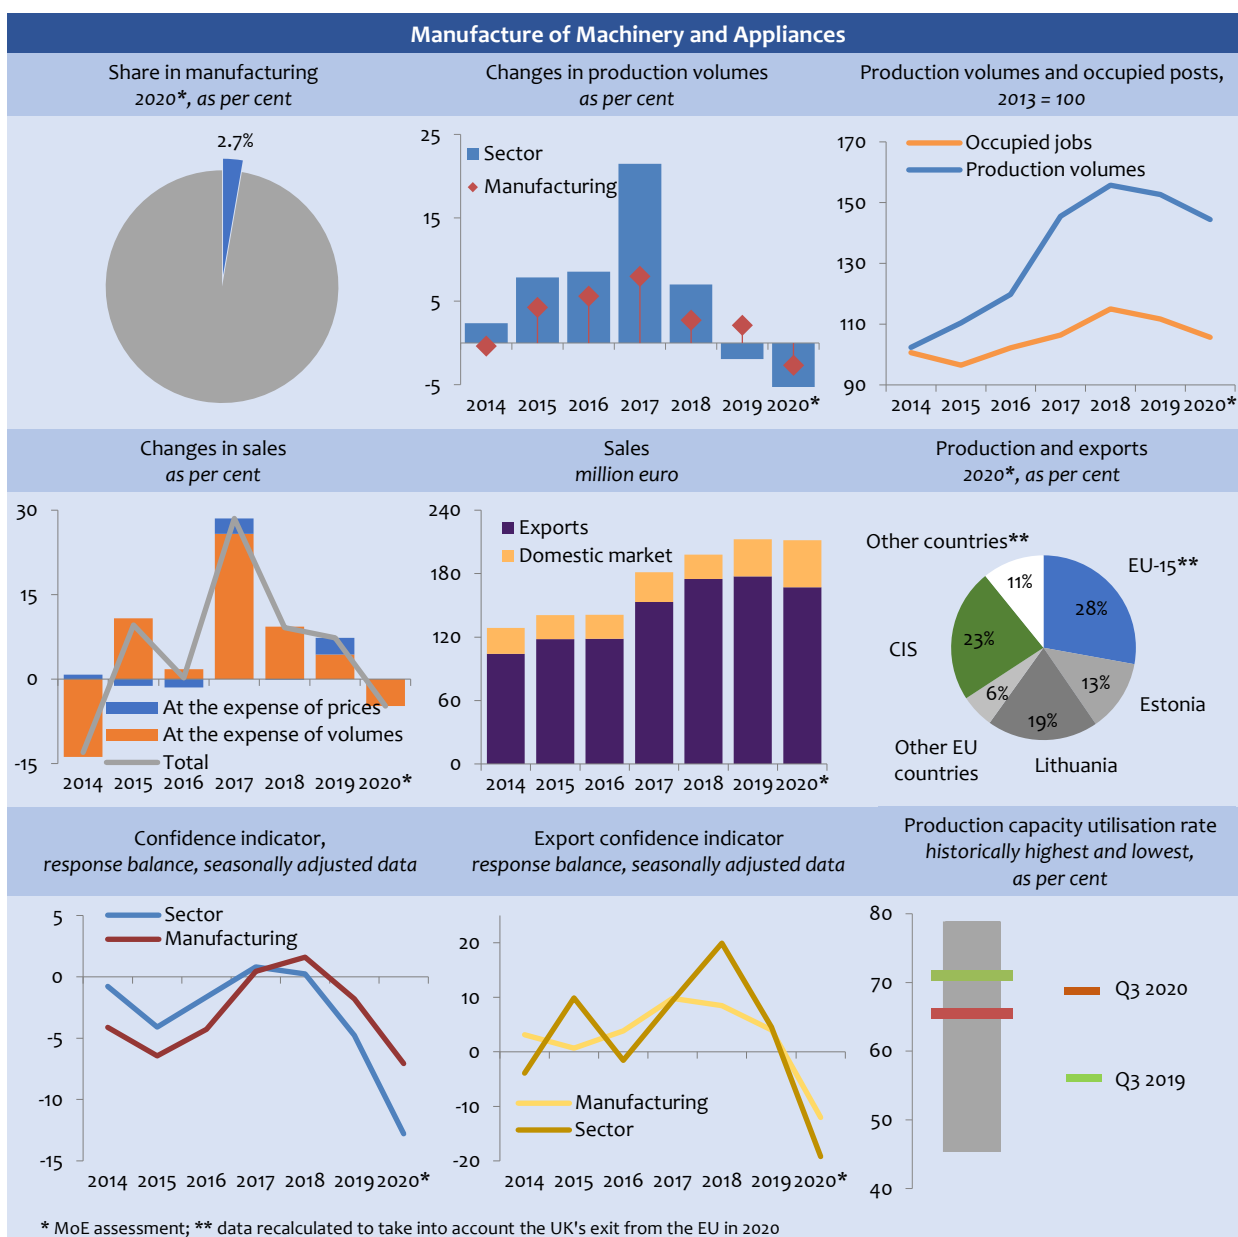 Manufacture of Machinery and Appliances
Share in manufacturing
2020*, as per cent
Changes in production volumes
as per cent
Production volumes and occupied posts,
2013 = 100
2.7%
25
15
5
-5
Sector
Manufacturing
2014 2015 2016 2017 2018 2019 2020*
170
150
130
110
90
Occupied jobs
Production volumes
2014 2015 2016 2017 2018 2019 2020*
Changes in sales
as per cent
Sales
million euro
Production and exports
2020*, as per cent
30
15
0
-15
At the expense of prices
At the expense of volumes
Total
2014 2015 2016 2017 2018 2019 2020*
240
180
120
60
0
Exports
Domestic market
2014 2015 2016 2017 2018 2019 2020*
Other countries**
EU-15**
11%
28%
CIS
23%
13%
6%
Estonia
19%
Other EU
countries
Lithuania
Confidence indicator,
response balance, seasonally adjusted data
Export confidence indicator
response balance, seasonally adjusted data
Production capacity utilisation rate
historically highest and lowest,
as per cent
5
0
-5
-10
-15
Sector
Manufacturing
2014 2015 2016 2017 2018 2019 2020*
20
10
0
-10
-20
Manufacturing
Sector
2014 2015 2016 2017 2018 2019 2020*
80
70
60
50
40
Q3 2020
Q3 2019
* MoE assessment; ** data recalculated to take into account the UK's exit from the EU in 2020